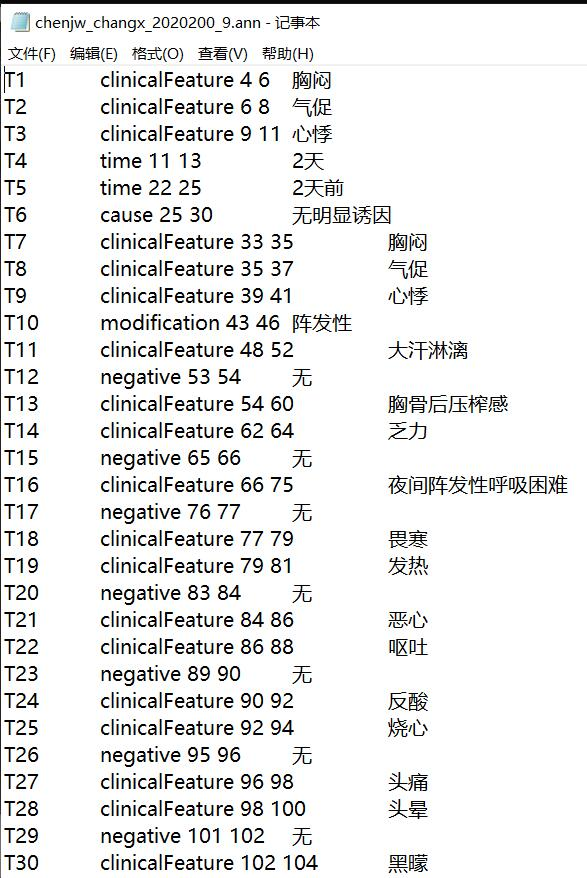 chenjw_changx_2020200_9.ann - 记事本
文件(F) 编辑(E) 格式(O) 查看(V) 帮助(H)
T1 clinicalFeature 4 6 胸闷
T2 clinicalFeature 6 8 气促
T3 clinicalFeature 9 11 心悸
T4 time 11 13 2天
T5 time 22 25 2天前
T6 cause 25 30 无明显诱因
T7 clinicalFeature 33 35 胸闷
T8 clinicalFeature 35 37 气促
T9 clinicalFeature 39 41 心悸
T10 modification 43 46 阵发性
T11 clinicalFeature 48 52 大汗淋漓
T12 negative 53 54 无
T13 clinicalFeature 54 60 胸骨后压榨感
T14 clinicalFeature 62 64 乏力
T15 negative 65 66 无
T16 clinicalFeature 66 75 夜间阵发性呼吸困难
T17 negative 76 77 无
T18 clinicalFeature 77 79 畏寒
T19 clinicalFeature 79 81 发热
T20 negative 83 84 无
T21 clinicalFeature 84 86 恶心
T22 clinicalFeature 86 88 呕吐
T23 negative 89 90 无
T24 clinicalFeature 90 92 反酸
T25 clinicalFeature 92 94 烧心
T26 negative 95 96 无
T27 clinicalFeature 96 98 头痛
T28 clinicalFeature 98 100 头晕
T29 negative 101 102 无
T30 clinicalFeature 102 104 黑曚